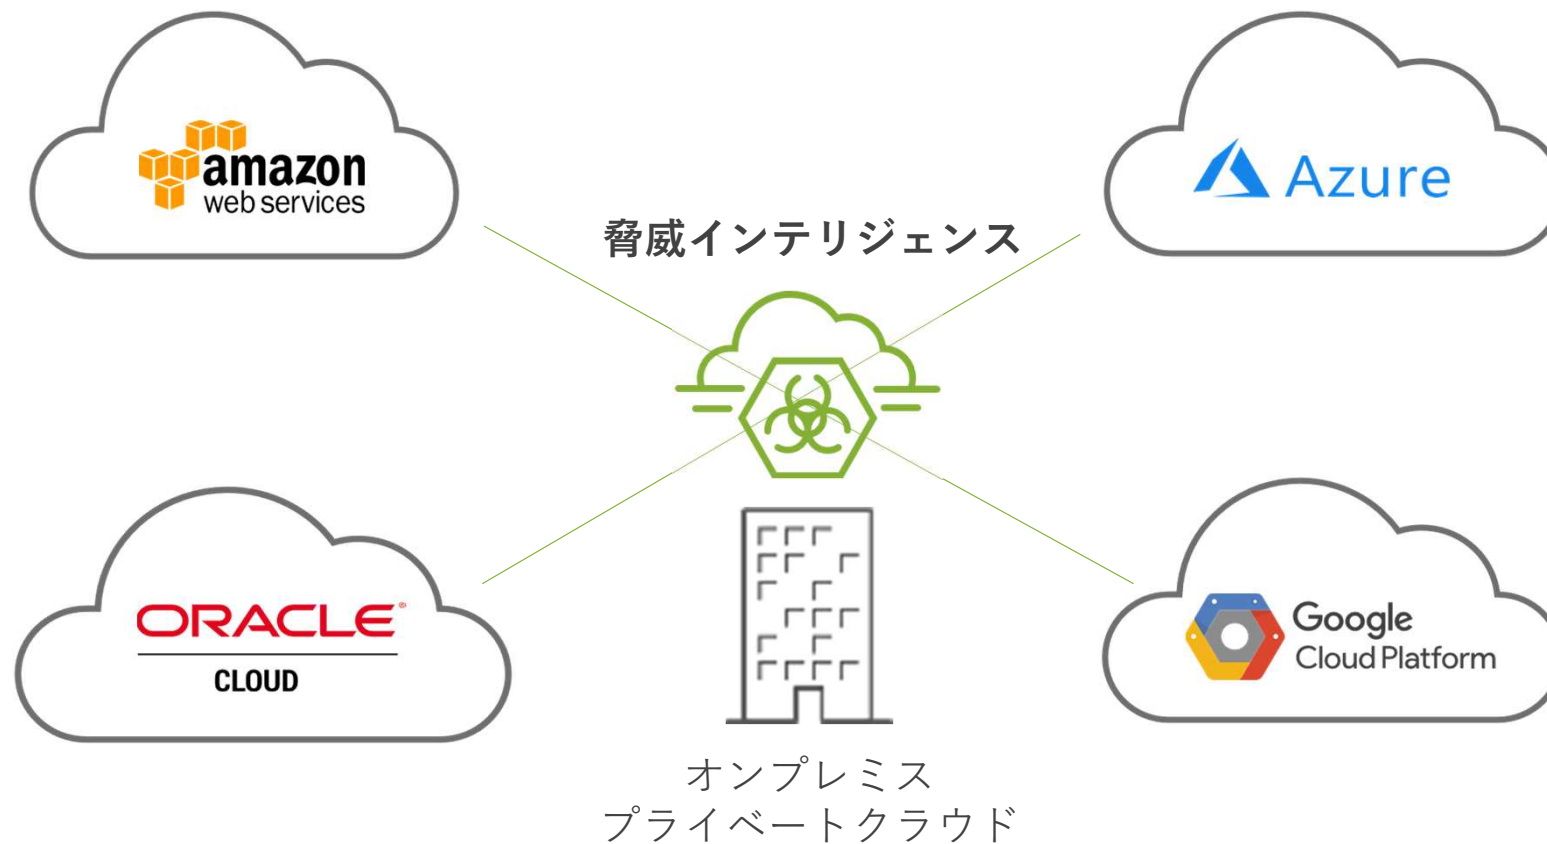 amazon
web services
Azure
脅威インテリジェンス
ORACLE®
CLOUD
Google
Cloud Platform
オンプレミス
プライベートクラウド